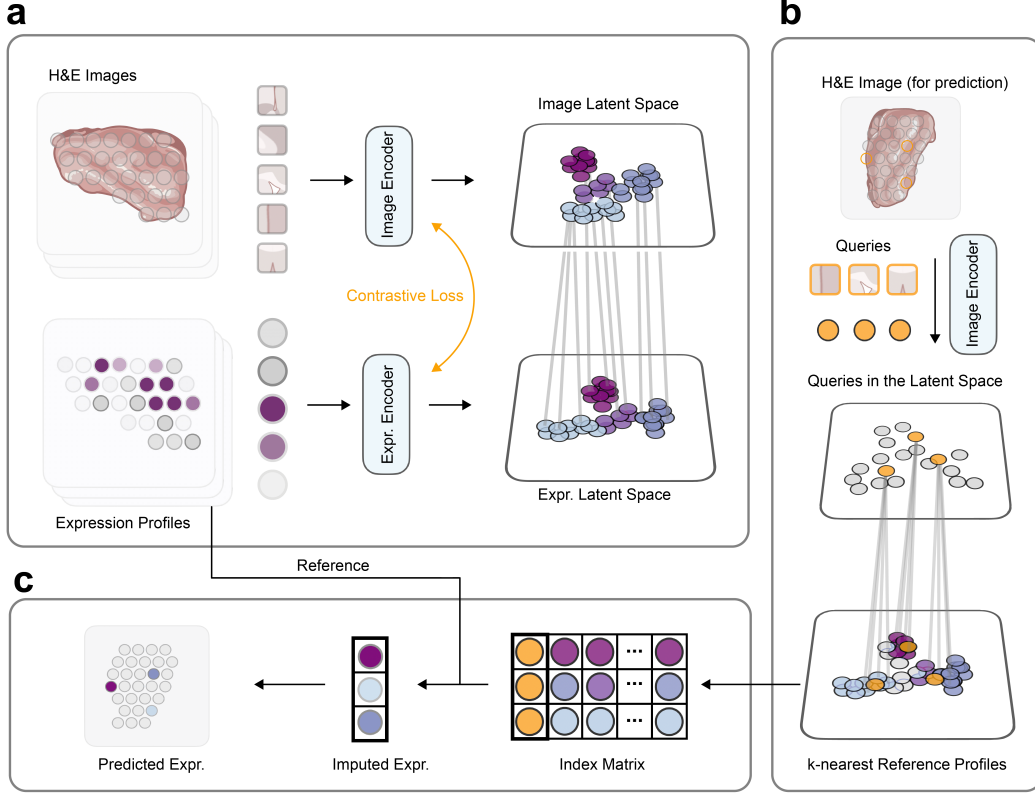 a
H&E Images
Image Encoder
Image Latent Space
Contrastive Loss
Expr. Encoder
Expr. Latent Space
Expression Profiles
b
H&E Image (for prediction)
Queries
Image Encoder
Queries in the Latent Space
k-nearest Reference Profiles
c
Reference
...
...
...
Predicted Expr.
Imputed Expr.
Index Matrix